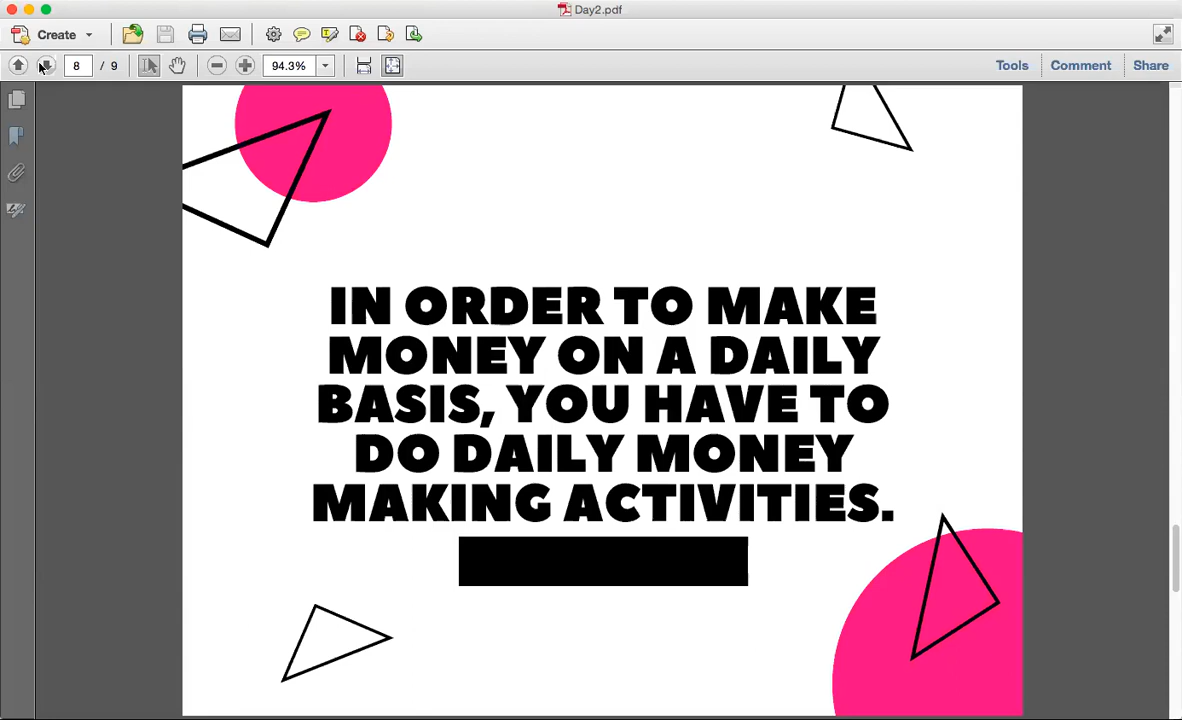 Day2.pdf
Create
8 / 9
94.3%
Tools
Comment
Share
IN ORDER TO MAKE
MONEY ON A DAILY
BASIS, YOU HAVE TO
DO DAILY MONEY
MAKING ACTIVITIES.